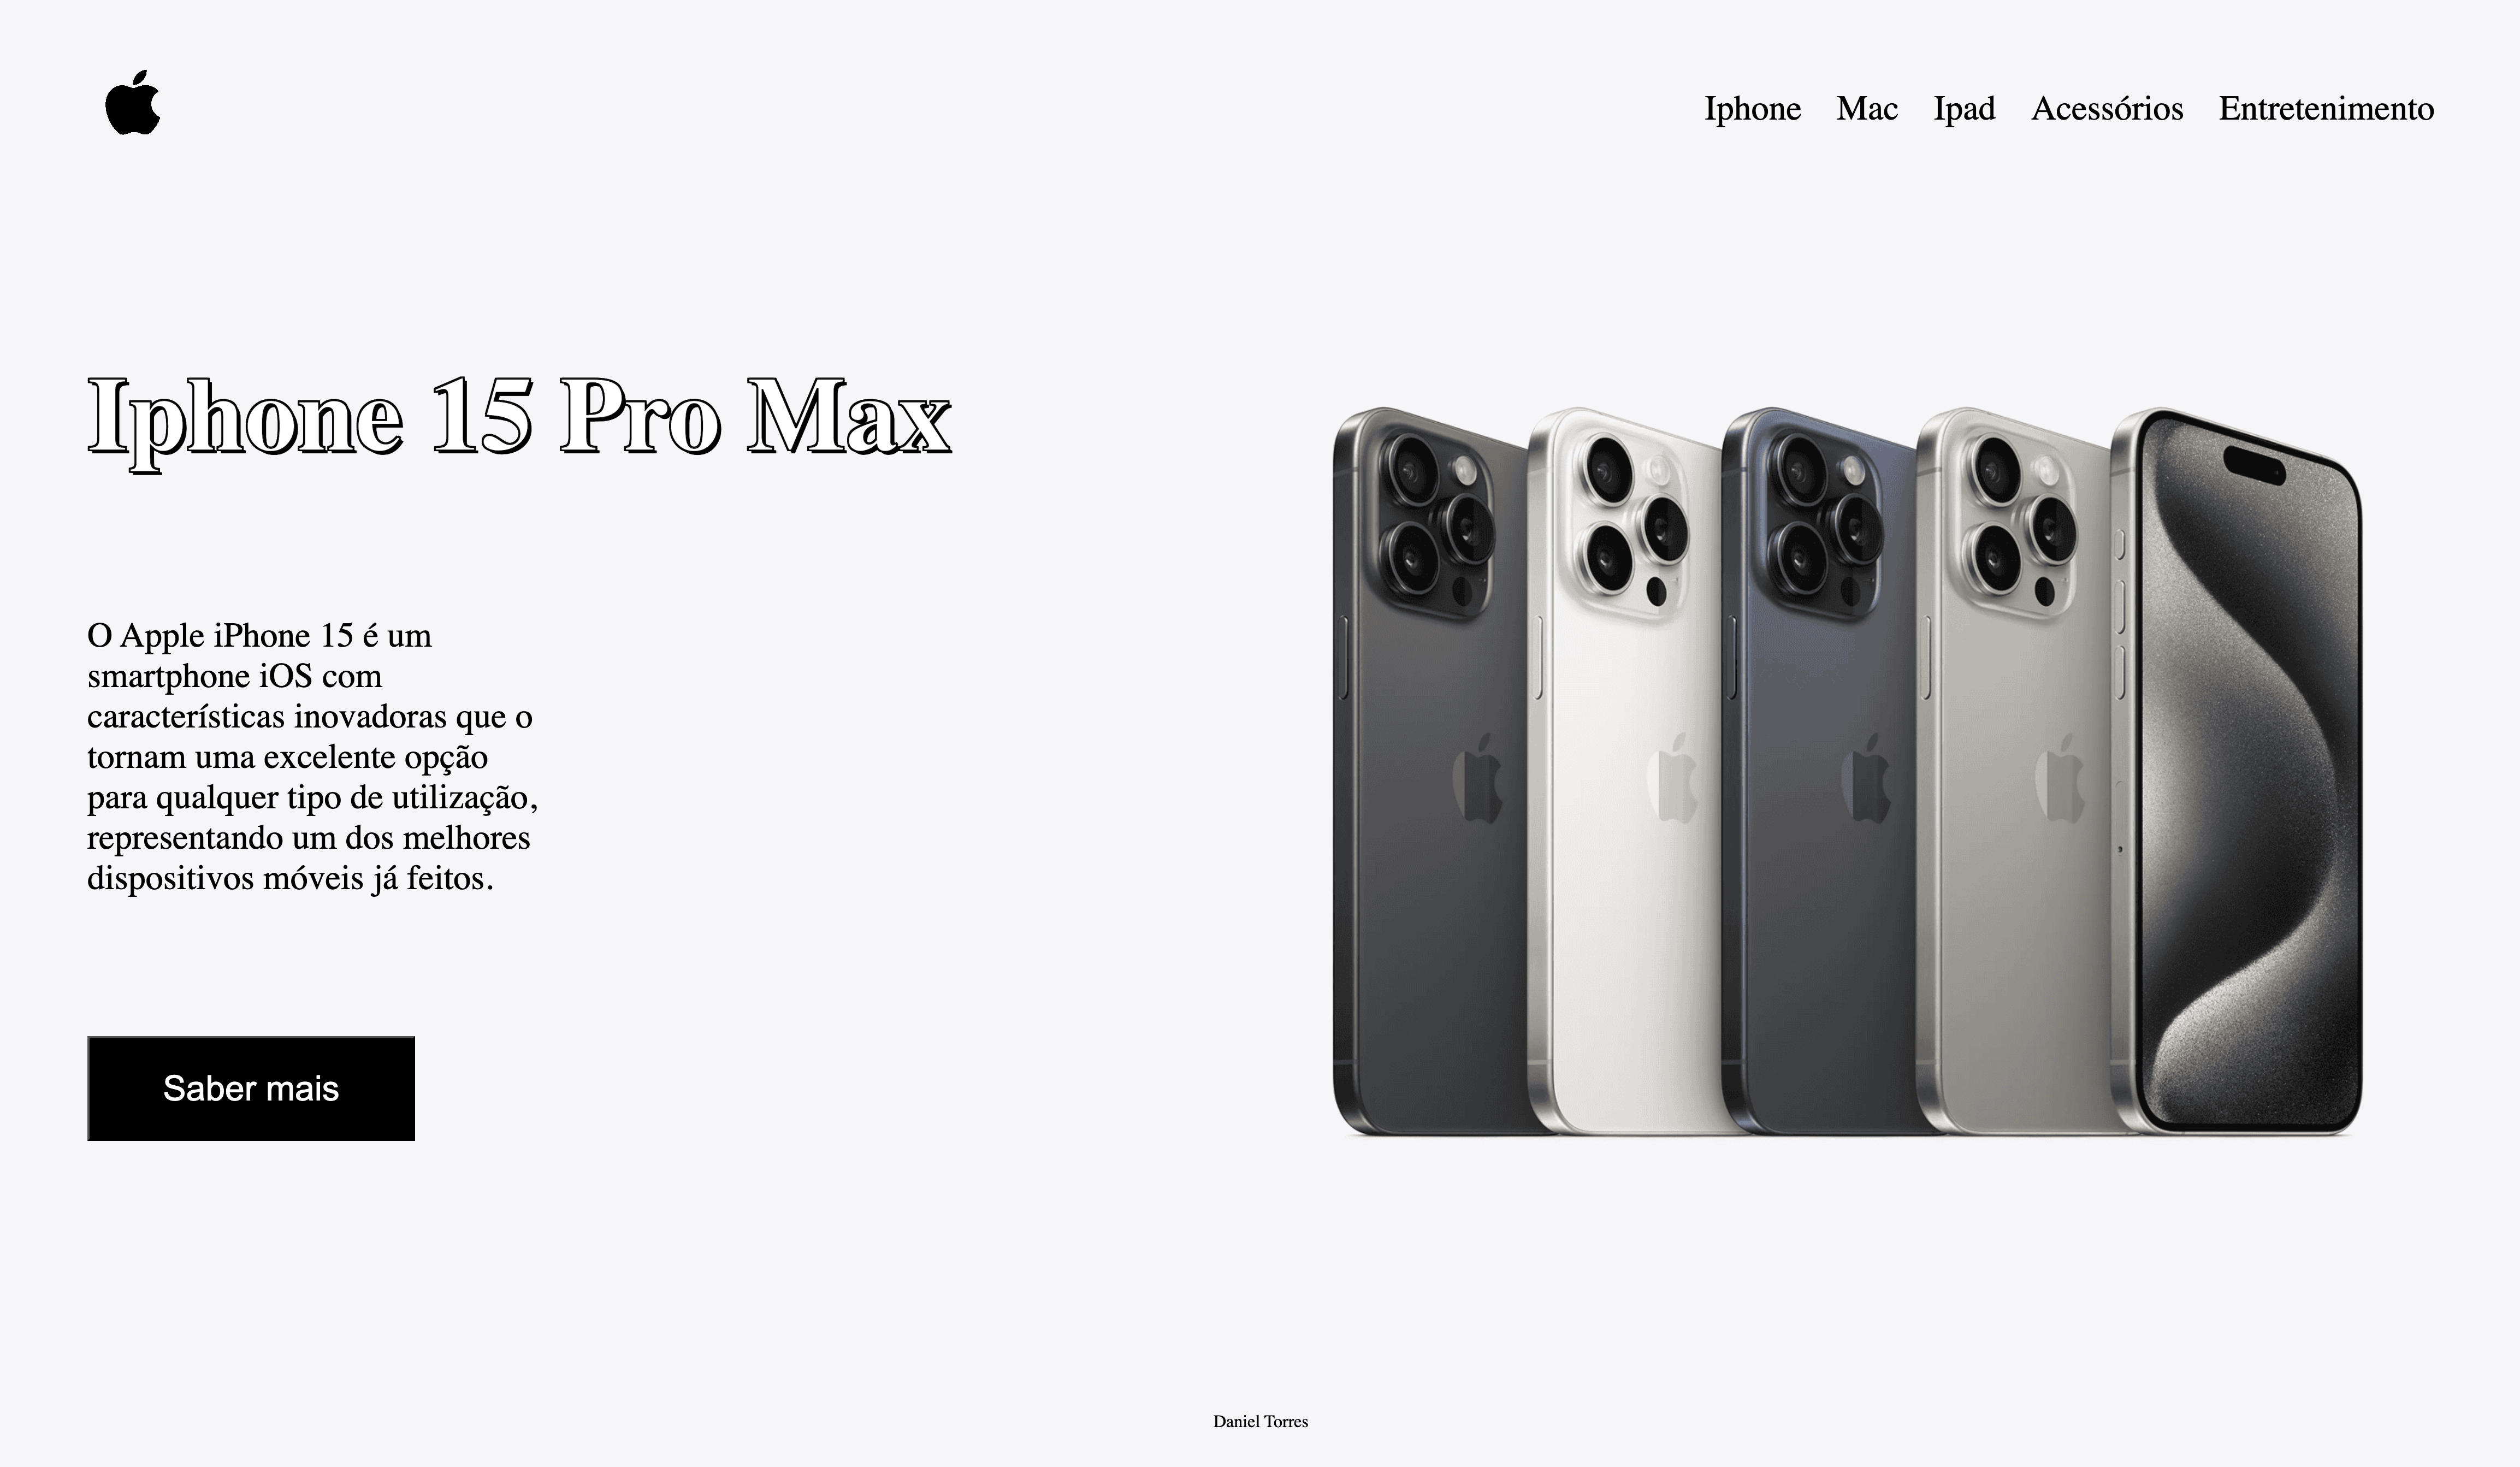 Iphone Mac Ipad Acessórios Entretenimento
Iphone 15 Pro Max
O Apple iPhone 15 é um
smartphone iOS com
características inovadoras que o
tornam uma excelente opção
para qualquer tipo de utilização,
representando um dos melhores
dispositivos móveis já feitos.
Saber mais
Daniel Torres